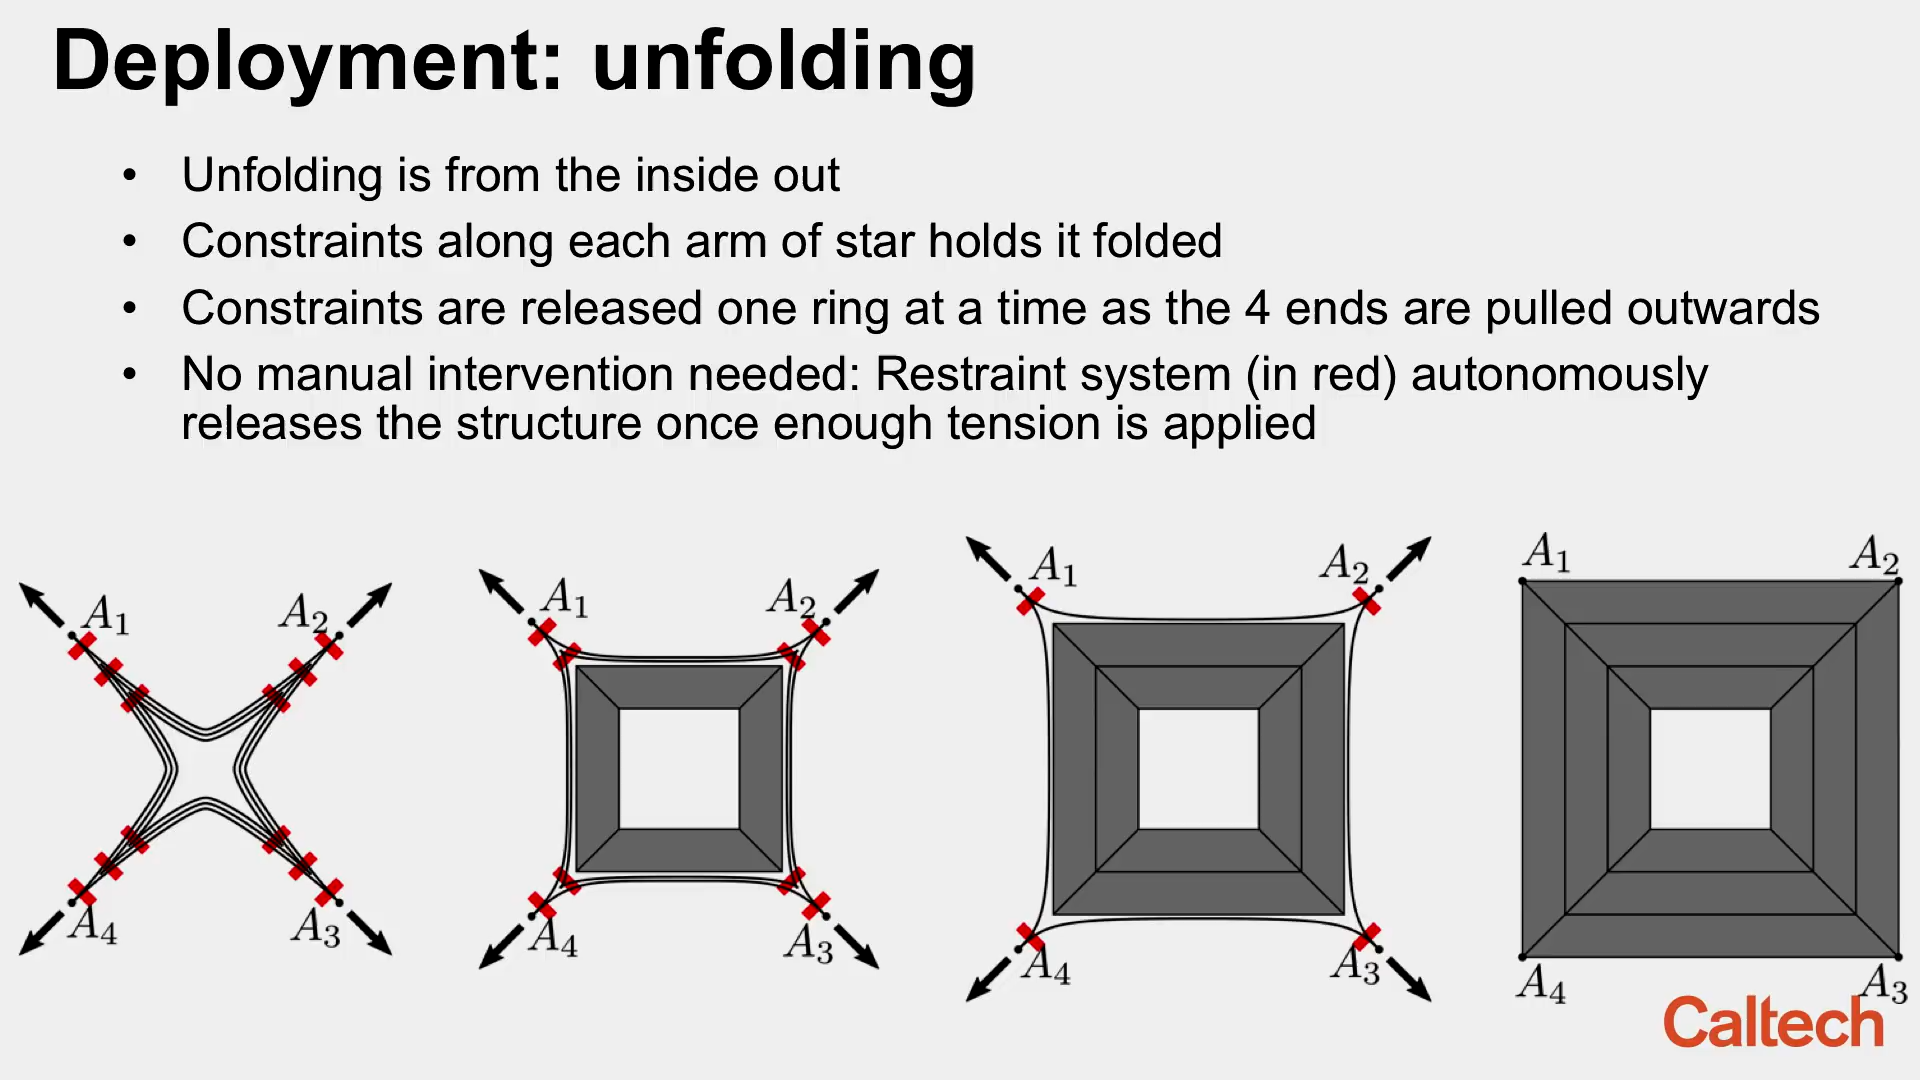 Deployment: unfolding
• Unfolding is from the inside out
• Constraints along each arm of star holds it folded
• Constraints are released one ring at a time as the 4 ends are pulled outwards
• No manual intervention needed: Restraint system (in red) autonomously
releases the structure once enough tension is applied
A1 A2
A4 A3
A1 A2
A4 A3
A1 A2
A4 A3
A1 A2
A4 A3
Caltech